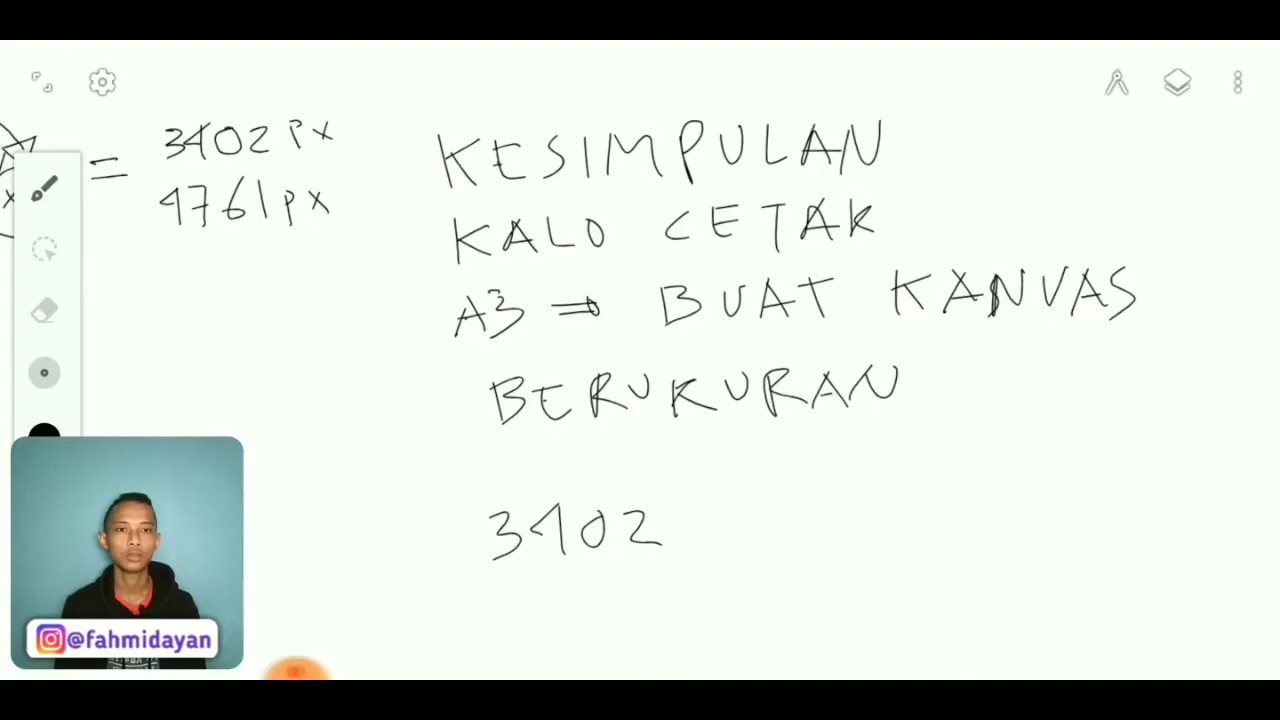 = 3402 px
4761 px
KESIMPULAN
KALO CETAK
A3 ⇒ BUAT KANVAS
BERUKURAN
3402
@fahmidayan